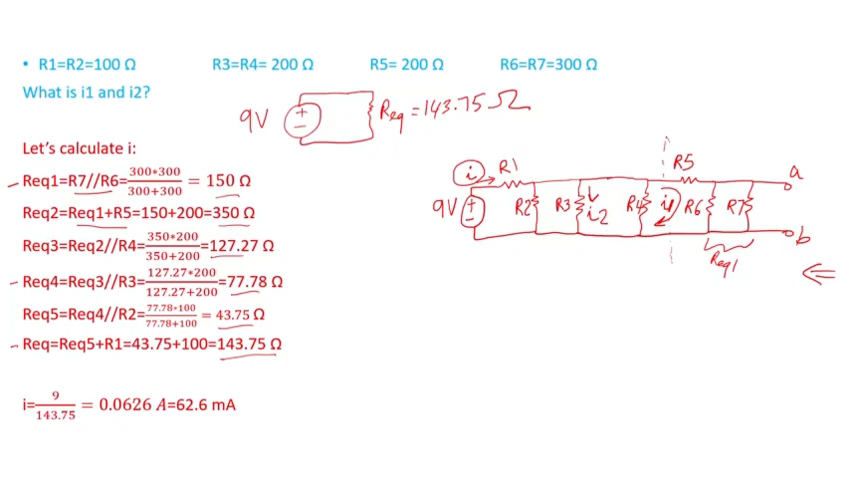 • R1=R2=100 Ω R3=R4= 200 Ω R5= 200 Ω R6=R7=300 Ω
What is i1 and i2?
9V + − Req = 143.75 Ω
Let's calculate i:
Req1=R7//R6=300*300/300+300 = 150 Ω
Req2=Req1+R5=150+200=350 Ω
Req3=Req2//R4=350*200/350+200=127.27 Ω
Req4=Req3//R3=127.27*200/127.27+200=77.78 Ω
Req5=Req4//R2=77.78*100/77.78+100 = 43.75 Ω
Req=Req5+R1=43.75+100=143.75 Ω
i=9/143.75 = 0.0626 A=62.6 mA
i R1 R5 a
9V + − R2 R3 i2 R4 i1 R6 R7
b
Req1